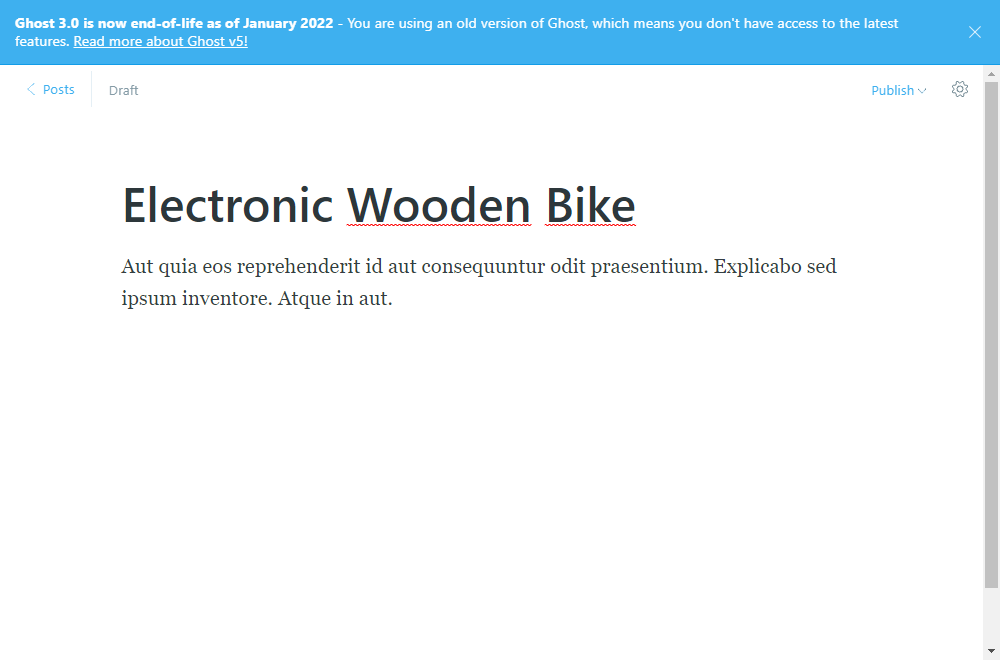 Ghost 3.0 is now end-of-life as of January 2022 - You are using an old version of Ghost, which means you don't have access to the latest
features. Read more about Ghost v5!
Posts
Draft
Publish
Electronic Wooden Bike
Aut quia eos reprehenderit id aut consequuntur odit praesentium. Explicabo sed
ipsum inventore. Atque in aut.